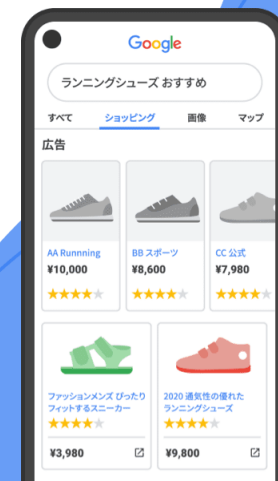 Google
ランニングシューズ おすすめ
すべて ショッピング 画像 マップ
広告
AA Runnning BB スポーツ CC 公式
¥10,000 ¥8,600 ¥7,980
ファッションメンズ ぴったり
フィットするスニーカー
¥3,980
2020 通気性の優れた
ランニングシューズ
¥9,800